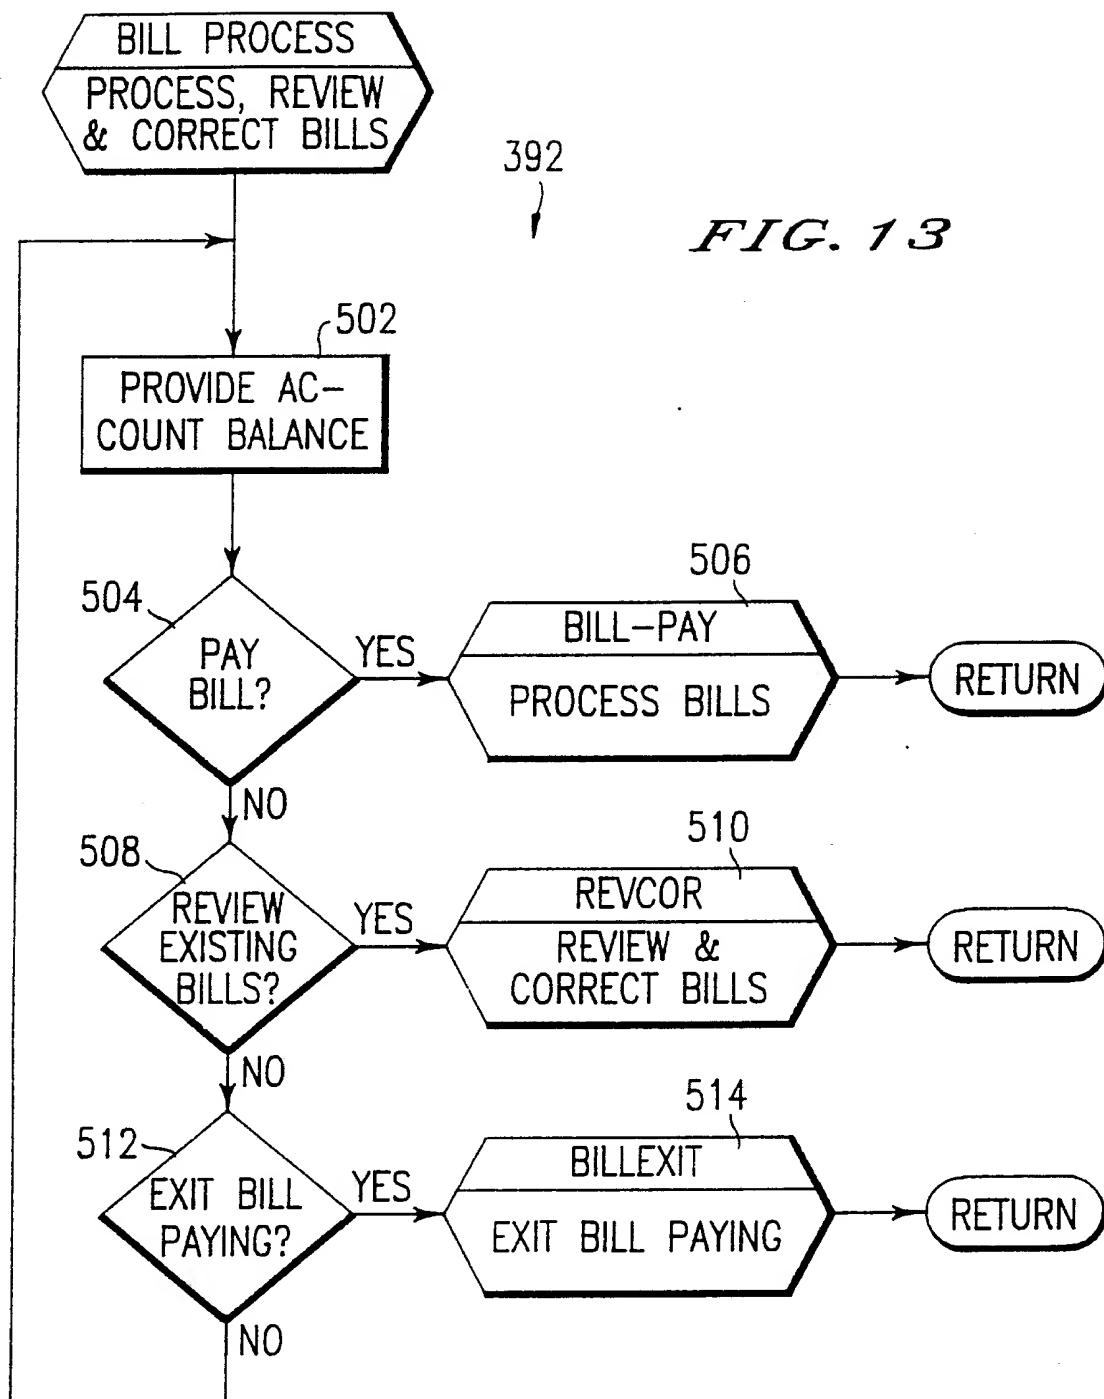 BILL PROCESS
PROCESS, REVIEW
& CORRECT BILLS
392
FIG. 13
502
PROVIDE AC-
COUNT BALANCE
504
PAY
BILL?
YES
506
BILL-PAY
PROCESS BILLS
RETURN
NO
508
REVIEW
EXISTING
BILLS?
YES
510
REVCOR
REVIEW &
CORRECT BILLS
RETURN
NO
512
EXIT BILL
PAYING?
YES
514
BILLEXIT
EXIT BILL PAYING
RETURN
NO